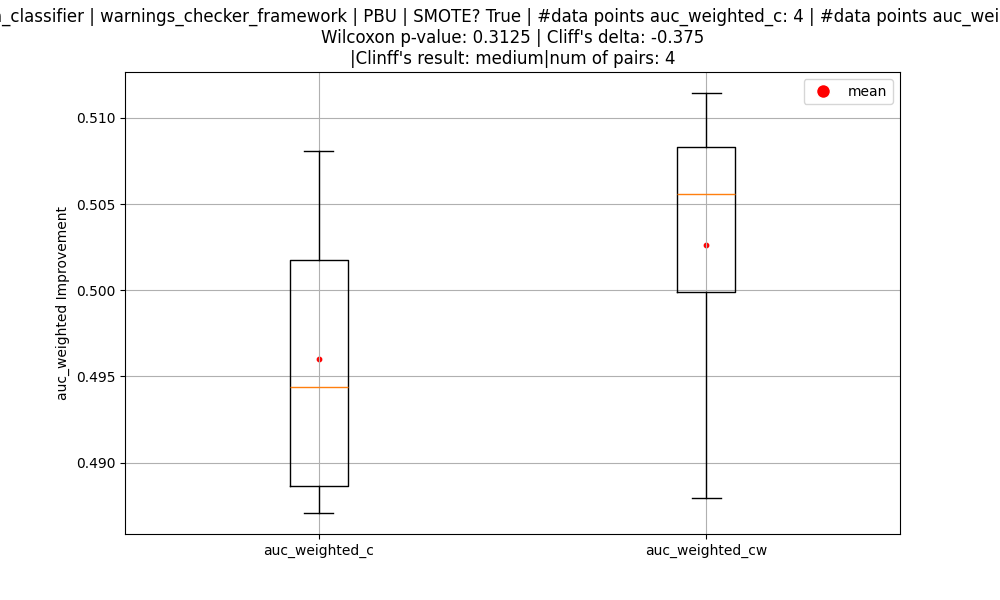 _classifier | warnings_checker_framework | PBU | SMOTE? True | #data points auc_weighted_c: 4 | #data points
Wilcoxon p-value: 0.3125 | Cliff's delta: -0.375
|Clinff's result: medium|num of pairs: 4
mean
auc_weighted Improvement
0.510
0.505
0.500
0.495
0.490
auc_weighted_c
auc_weighted_cw